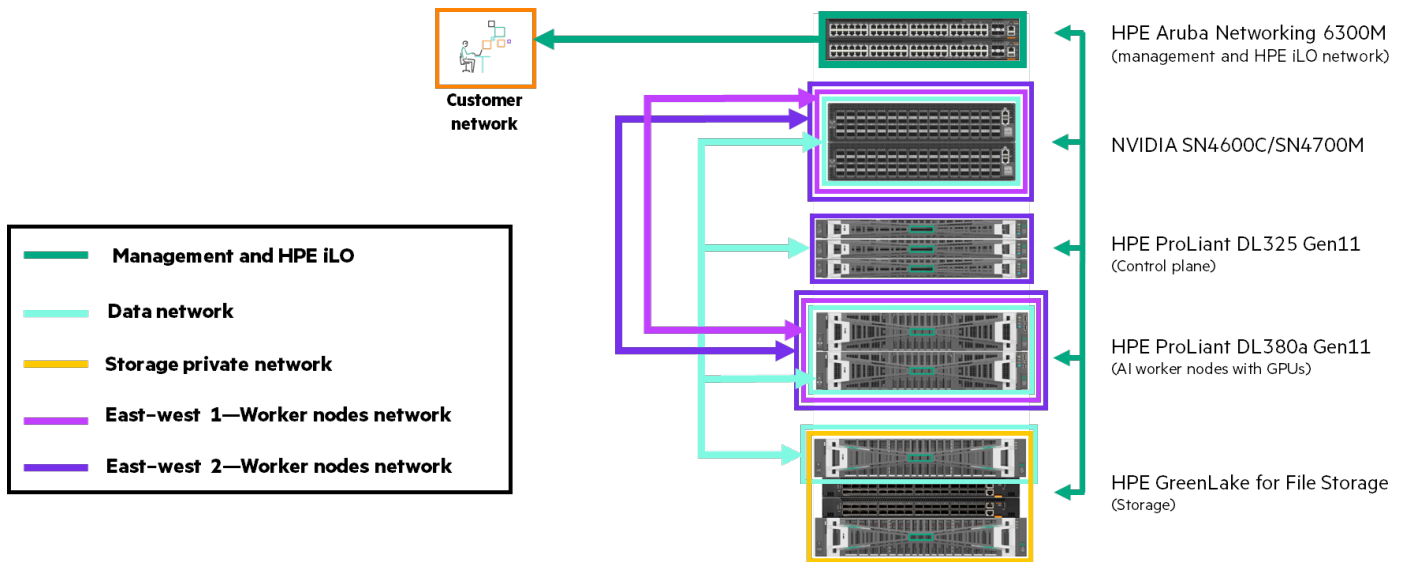 HPE Aruba Networking 6300M
(management and HPE iLO network)
Customer
network
NVIDIA SN4600C/SN4700M
Management and HPE iLO
Data network
Storage private network
East–west 1—Worker nodes network
East–west 2—Worker nodes network
HPE ProLiant DL325 Gen11
(Control plane)
HPE ProLiant DL380a Gen11
(AI worker nodes with GPUs)
HPE GreenLake for File Storage
(Storage)